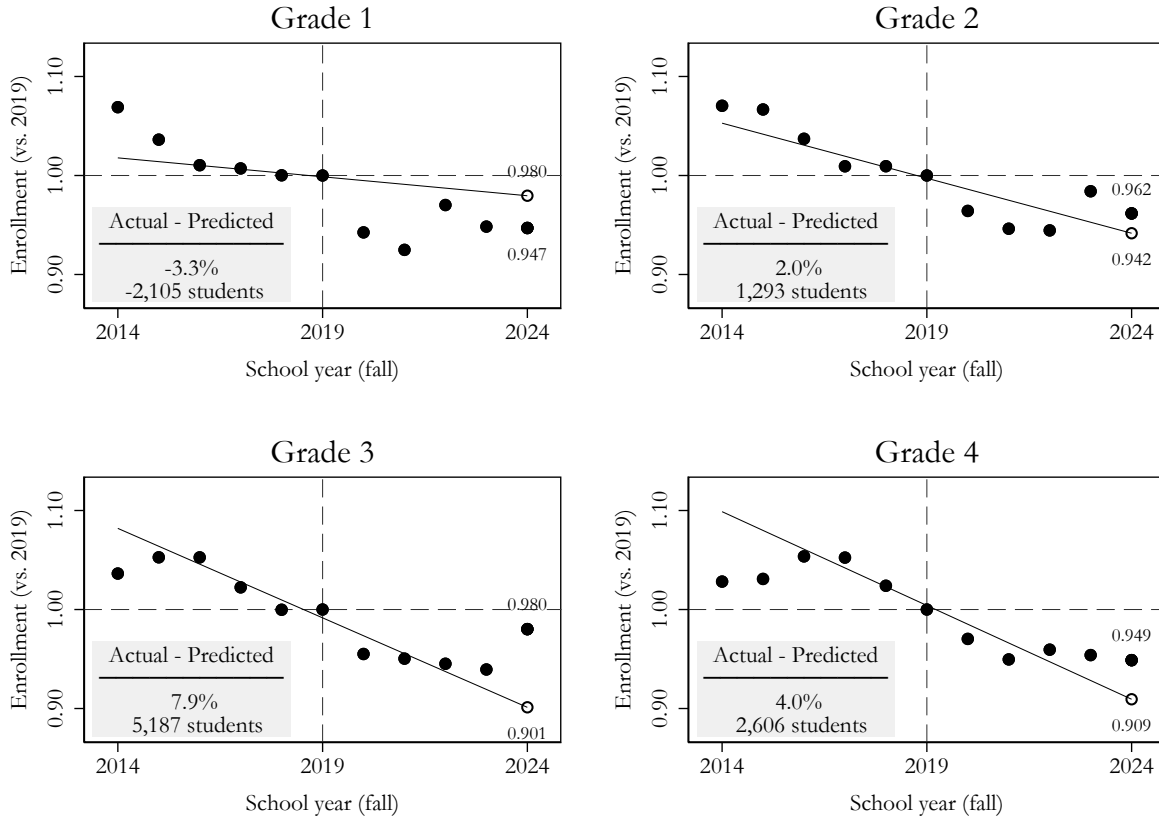 Grade 1
Enrollment (vs. 2019)
1.10
1.00
0.90
0.980
0.947
Actual - Predicted
-3.3%
-2,105 students
2014
2019
2024
School year (fall)
Grade 2
Enrollment (vs. 2019)
1.10
1.00
0.90
0.962
0.942
Actual - Predicted
2.0%
1,293 students
2014
2019
2024
School year (fall)
Grade 3
Enrollment (vs. 2019)
1.10
1.00
0.90
0.980
0.901
Actual - Predicted
7.9%
5,187 students
2014
2019
2024
School year (fall)
Grade 4
Enrollment (vs. 2019)
1.10
1.00
0.90
0.949
0.909
Actual - Predicted
4.0%
2,606 students
2014
2019
2024
School year (fall)